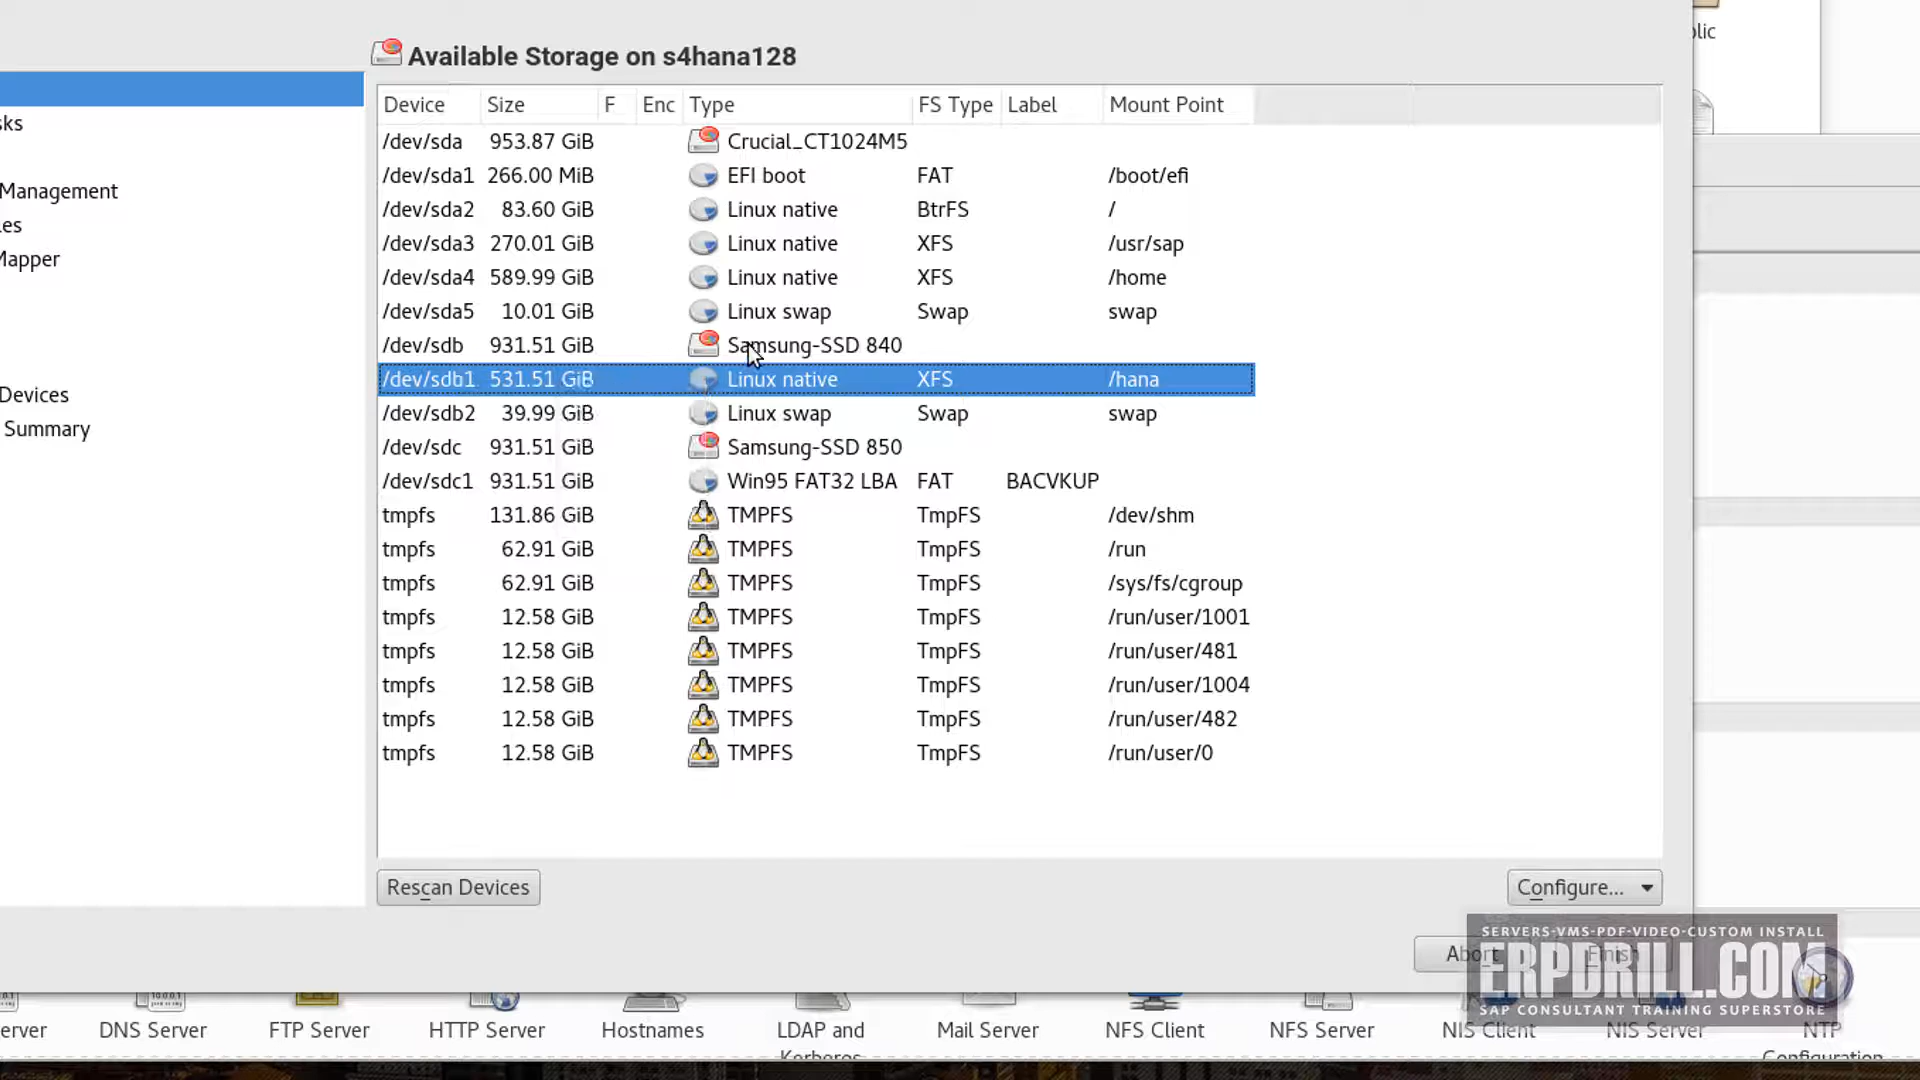 Available Storage on s4hana128
Device Size F Enc Type FS Type Label Mount Point
/dev/sda 953.87 GiB Crucial_CT1024M5
/dev/sda1 266.00 MiB EFI boot FAT /boot/efi
/dev/sda2 83.60 GiB Linux native BtrFS /
/dev/sda3 270.01 GiB Linux native XFS /usr/sap
/dev/sda4 589.99 GiB Linux native XFS /home
/dev/sda5 10.01 GiB Linux swap Swap swap
/dev/sdb 931.51 GiB Samsung-SSD 840
/dev/sdb1 531.51 GiB Linux native XFS /hana
/dev/sdb2 39.99 GiB Linux swap Swap swap
/dev/sdc 931.51 GiB Samsung-SSD 850
/dev/sdc1 931.51 GiB Win95 FAT32 LBA FAT BACVKUP
tmpfs 131.86 GiB TMPFS TmpFS /dev/shm
tmpfs 62.91 GiB TMPFS TmpFS /run
tmpfs 62.91 GiB TMPFS TmpFS /sys/fs/cgroup
tmpfs 12.58 GiB TMPFS TmpFS /run/user/1001
tmpfs 12.58 GiB TMPFS TmpFS /run/user/481
tmpfs 12.58 GiB TMPFS TmpFS /run/user/1004
tmpfs 12.58 GiB TMPFS TmpFS /run/user/482
tmpfs 12.58 GiB TMPFS TmpFS /run/user/0
sks
Management
es
Mapper
Devices
Summary
Rescan Devices
Configure...
Abort
Finish
SERVERS-VMS-PDF-VIDEO-CUSTOM INSTALL
ERPDRILL.COM
SAP CONSULTANT TRAINING SUPERSTORE
erver DNS Server FTP Server HTTP Server Hostnames LDAP and Kerberos Mail Server NFS Client NFS Server NIS Client NIS Server NTP Configuration
blic